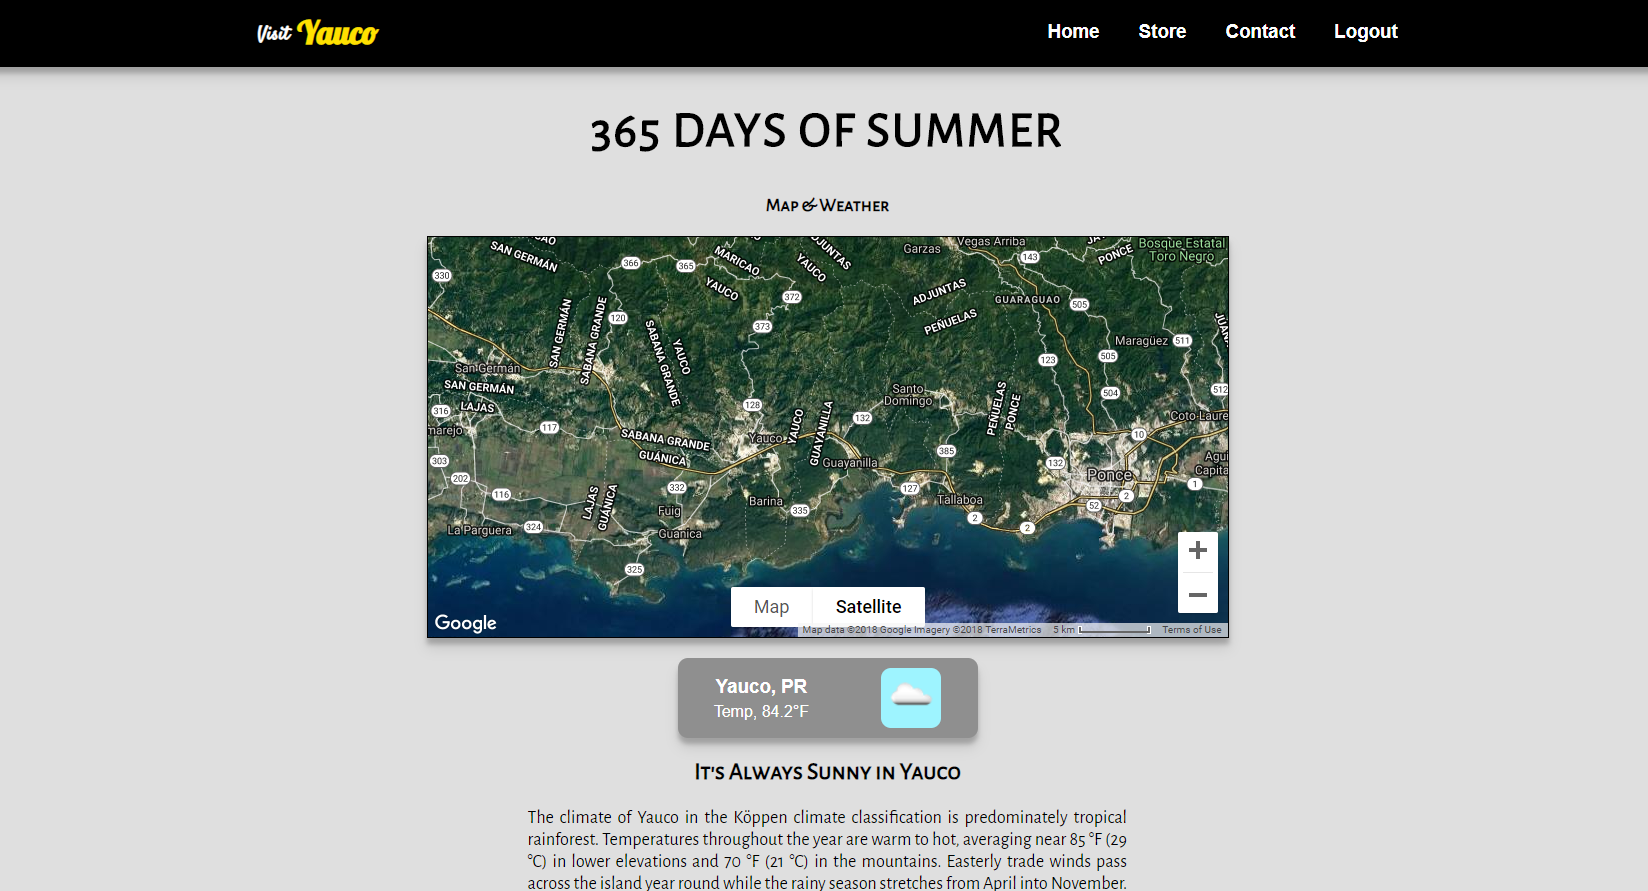 Visit Yauco
Home Store Contact Logout
365 DAYS OF SUMMER
Map & Weather
SAN GERMÁN
366
365
MARICAO
YAUCO
ADJUNTAS
YAUCO
Garzas
Vegas Arriba
143
PONCE
Bosque Estatal
Toro Negro
330
372
ADJUNTAS
GUARAGUAO
505
120
373
PEÑUELAS
SAN GERMÁN
SABANA GRANDE
SABANA GRANDE
YAUCO
Maragüez
511
123
505
San Germán
SAN GERMÁN
LAJAS
316
128
132
Santo
Domingo
PEÑUELAS
PONCE
504
512
117
SABANA GRANDE
GUÁNICA
Yauco
YAUCO
GUAYANILLA
Guayanilla
10
303
202
116
332
385
132
Ponce
1
LAJAS
GUÁNICA
Fuig
Barina
335
127
Tallaboa
2
52
2
2
La Parguera
324
Guanica
325
Map Satellite
Google
Map data ©2018 Google Imagery ©2018 TerraMetrics 5 km Terms of Use
Yauco, PR
Temp, 84.2°F
It's Always Sunny in Yauco
The climate of Yauco in the Köppen climate classification is predominately tropical
rainforest. Temperatures throughout the year are warm to hot, averaging near 85 °F (29
°C) in lower elevations and 70 °F (21 °C) in the mountains. Easterly trade winds pass
across the island year round while the rainy season stretches from April into November.